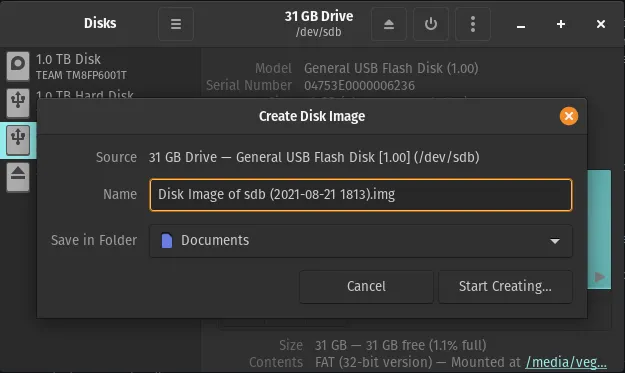 Disks
31 GB Drive
/dev/sdb
1.0 TB Disk
TEAM TM8FP6001T
1.0 TB Hard Disk
Model General USB Flash Disk (1.00)
Serial Number 04753E0000006236
Create Disk Image
Source 31 GB Drive — General USB Flash Disk [1.00] (/dev/sdb)
Name Disk Image of sdb (2021-08-21 1813).img
Save in Folder Documents
Cancel Start Creating...
Size 31 GB — 31 GB free (1.1% full)
Contents FAT (32-bit version) — Mounted at /media/veg...